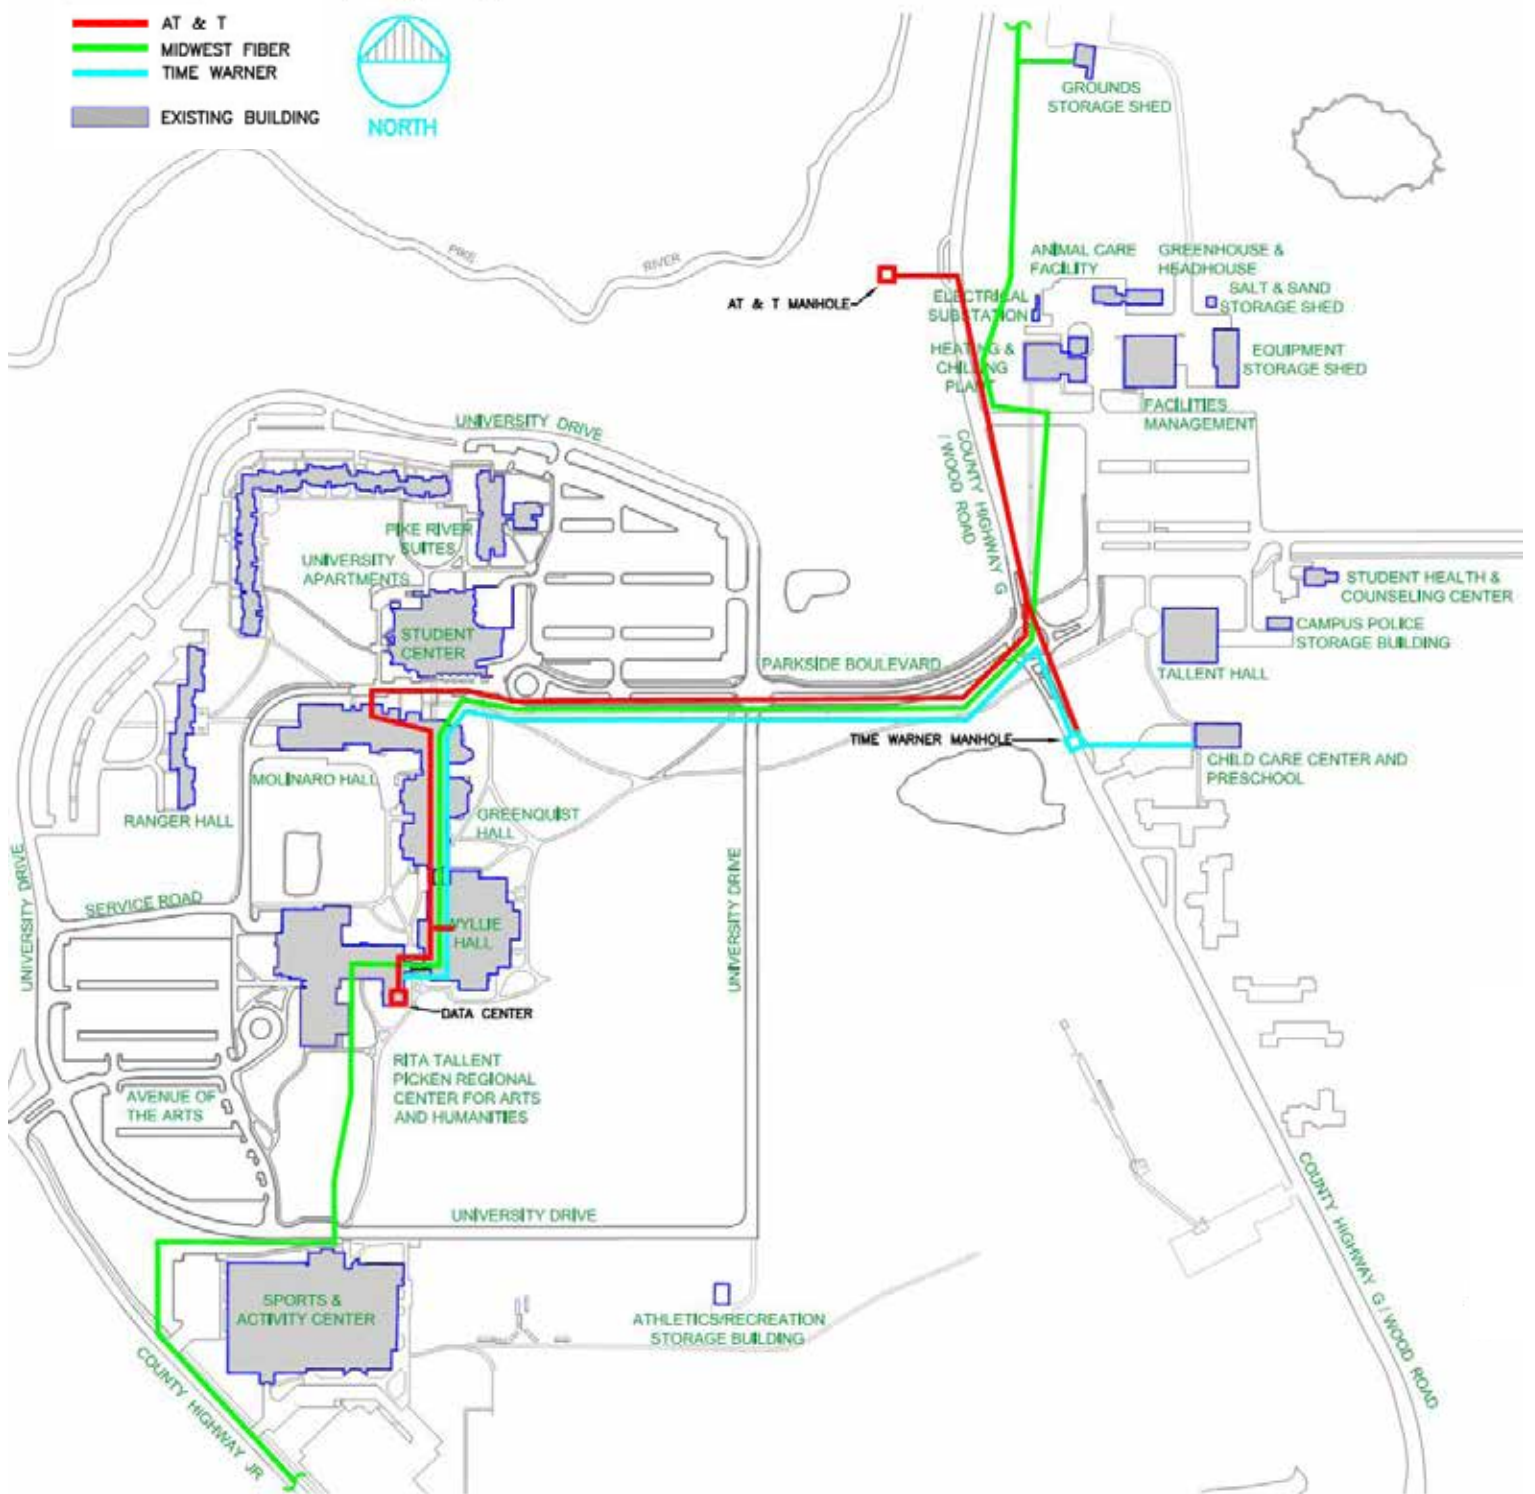 AT & T
MIDWEST FIBER
TIME WARNER
EXISTING BUILDING
NORTH
GROUNDS
STORAGE SHED
PIKE
RIVER
AT & T MANHOLE
ANIMAL CARE
FACILITY
GREENHOUSE &
HEADHOUSE
ELECTRICAL
SUBSTATION
SALT & SAND
STORAGE SHED
HEATING &
CHILLING
PLANT
EQUIPMENT
STORAGE SHED
FACILITIES
MANAGEMENT
UNIVERSITY DRIVE
COUNTY HIGHWAY G
/ WOOD ROAD
PIKE RIVER
SUITES
UNIVERSITY
APARTMENTS
STUDENT HEALTH &
COUNSELING CENTER
CAMPUS POLICE
STORAGE BUILDING
STUDENT
CENTER
PARKSIDE BOULEVARD
TALLENT HALL
TIME WARNER MANHOLE
CHILD CARE CENTER AND
PRESCHOOL
MOLINARO HALL
RANGER HALL
GREENQUIST
HALL
UNIVERSITY DRIVE
SERVICE ROAD
UNIVERSITY DRIVE
WYLLIE
HALL
DATA CENTER
RITA TALLENT
PICKEN REGIONAL
CENTER FOR ARTS
AND HUMANITIES
AVENUE OF
THE ARTS
UNIVERSITY DRIVE
COUNTY HIGHWAY G / WOOD ROAD
SPORTS &
ACTIVITY CENTER
ATHLETICS/RECREATION
STORAGE BUILDING
COUNTY HIGHWAY JR